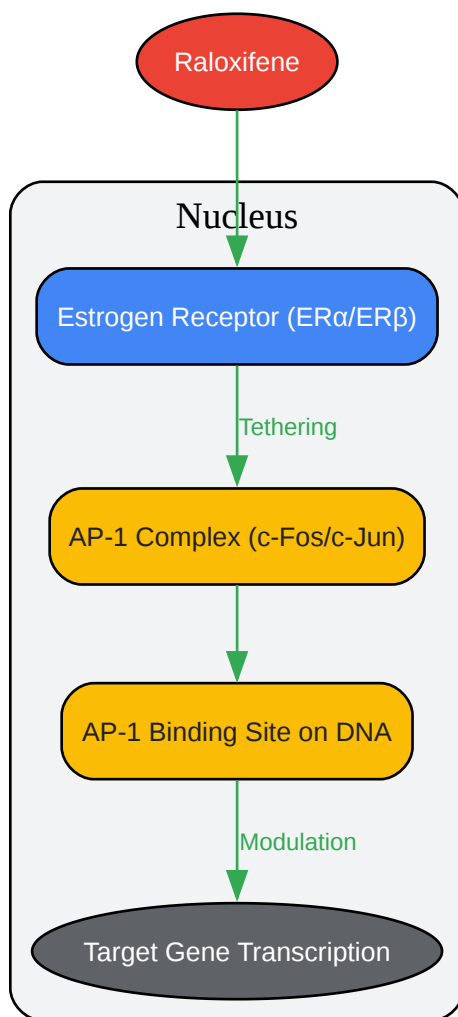 Raloxifene
Nucleus
Estrogen Receptor (ERα/ERβ)
Tethering
AP-1 Complex (c-Fos/c-Jun)
AP-1 Binding Site on DNA
Modulation
Target Gene Transcription